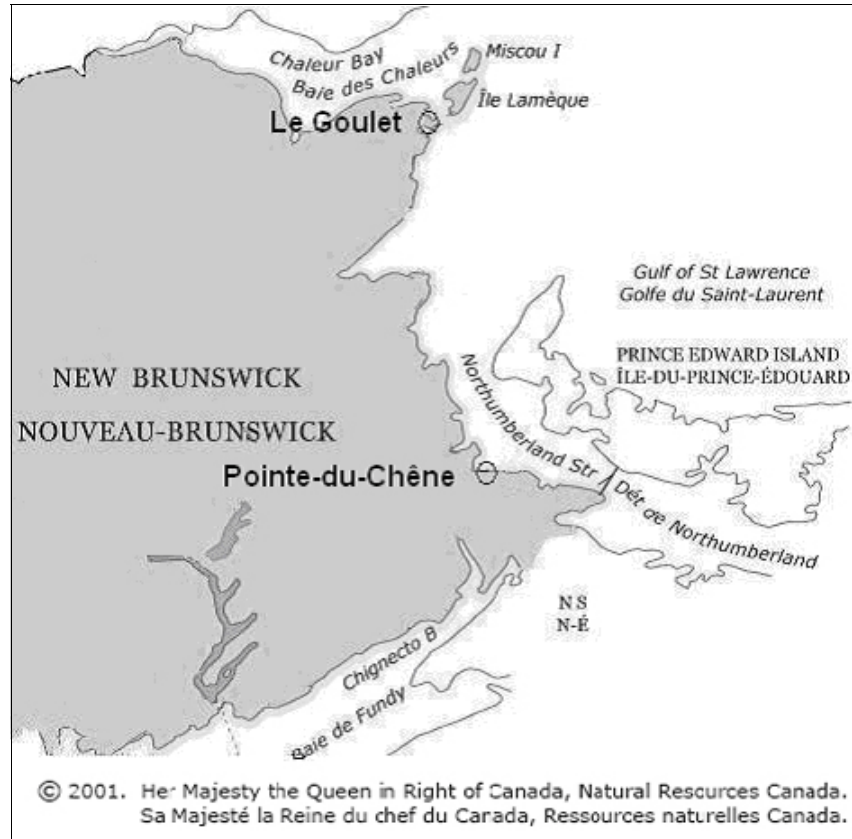 Chaleur Bay
Baie des Chaleurs
Miscou I
Île Lamèque
Le Goulet
Gulf of St Lawrence
Golfe du Saint-Laurent
PRINCE EDWARD ISLAND
ÎLE-DU-PRINCE-ÉDOUARD
NEW BRUNSWICK
NOUVEAU-BRUNSWICK
Northumberland Str
Dét de Northumberland
Pointe-du-Chêne
N S
N-É
Chignecto B
Baie de Fundy
© 2001. Her Majesty the Queen in Right of Canada, Natural Rescurces Canada.
Sa Majesté la Reine du chef du Carada, Ressources naturelles Canada.